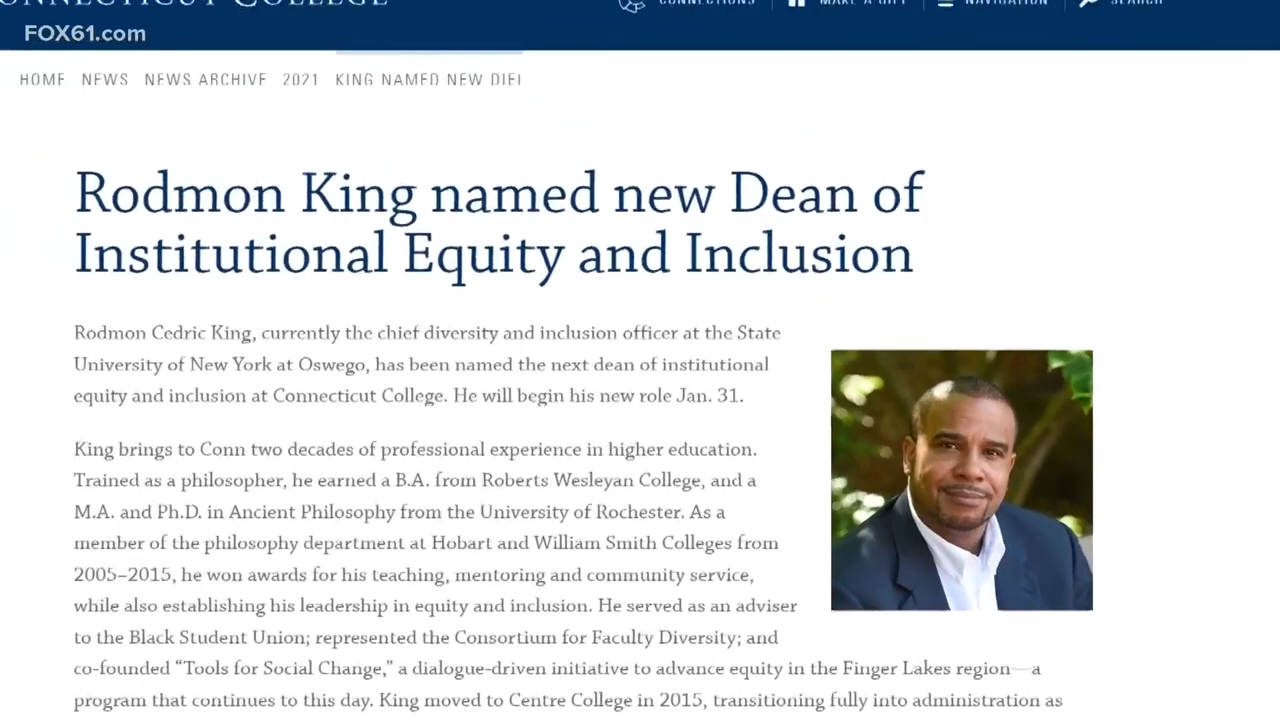 CONNECTICUT COLLEGE
CONNECTIONS MAKE A GIFT NAVIGATION SEARCH
FOX61.com
HOME NEWS NEWS ARCHIVE 2021 KING NAMED NEW DIEI
Rodmon King named new Dean of
Institutional Equity and Inclusion
Rodmon Cedric King, currently the chief diversity and inclusion officer at the State
University of New York at Oswego, has been named the next dean of institutional
equity and inclusion at Connecticut College. He will begin his new role Jan. 31.
King brings to Conn two decades of professional experience in higher education.
Trained as a philosopher, he earned a B.A. from Roberts Wesleyan College, and a
M.A. and Ph.D. in Ancient Philosophy from the University of Rochester. As a
member of the philosophy department at Hobart and William Smith Colleges from
2005–2015, he won awards for his teaching, mentoring and community service,
while also establishing his leadership in equity and inclusion. He served as an adviser
to the Black Student Union; represented the Consortium for Faculty Diversity; and
co-founded “Tools for Social Change,” a dialogue-driven initiative to advance equity in the Finger Lakes region—a
program that continues to this day. King moved to Centre College in 2015, transitioning fully into administration as